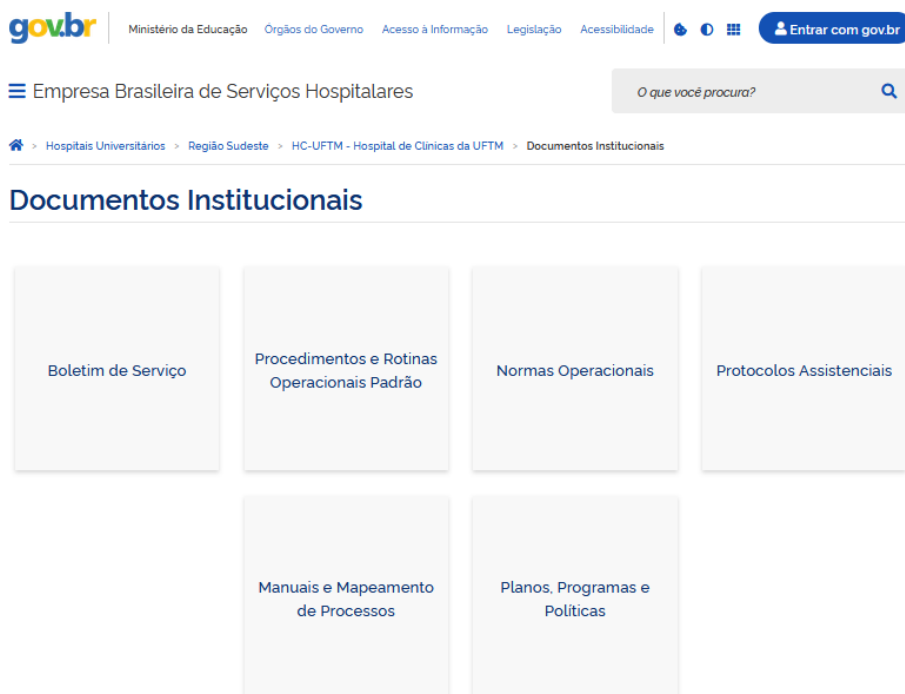 gov.br Ministério da Educação Órgãos do Governo Acesso à Informação Legislação Acessibilidade Entrar com gov.br
Empresa Brasileira de Serviços Hospitalares O que você procura?
> Hospitais Universitários > Região Sudeste > HC-UFTM - Hospital de Clínicas da UFTM > Documentos Institucionais
Documentos Institucionais
Boletim de Serviço
Procedimentos e Rotinas
Operacionais Padrão
Normas Operacionais
Protocolos Assistenciais
Manuais e Mapeamento
de Processos
Planos, Programas e
Políticas